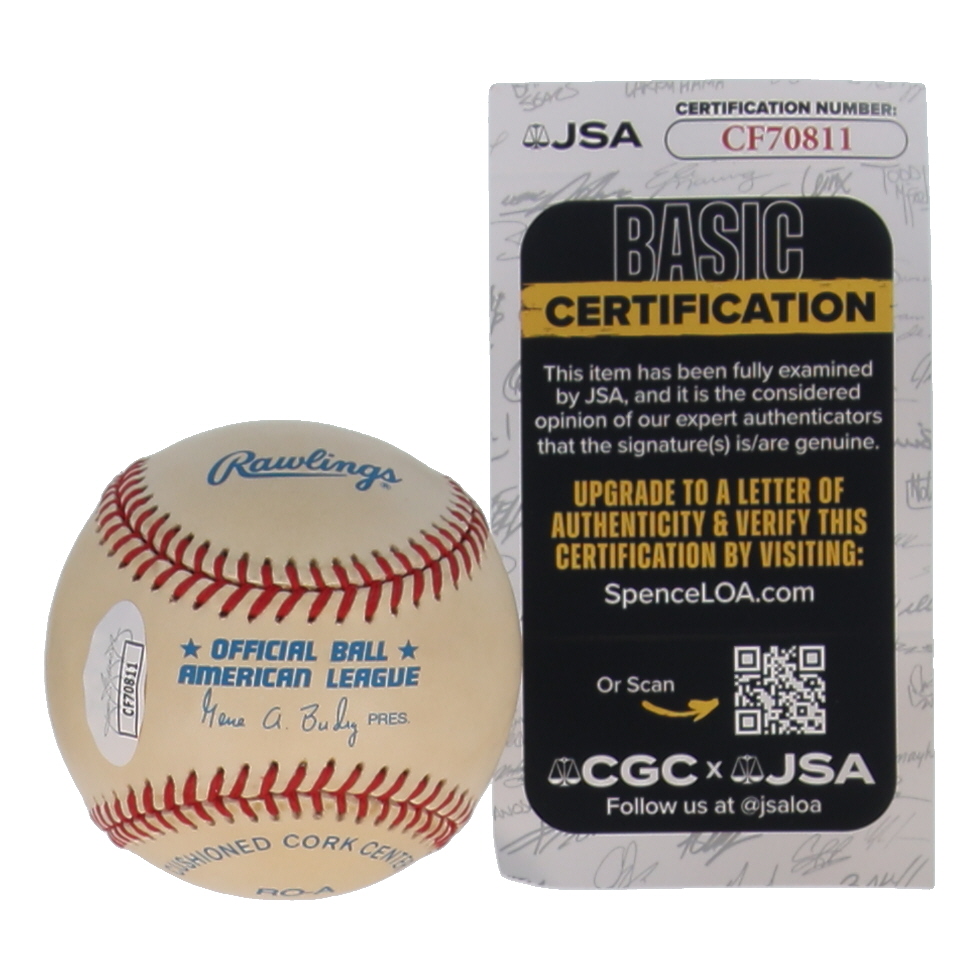 JSA
CERTIFICATION NUMBER:
CF70811
BASIC
CERTIFICATION
This item has been fully examined
by JSA, and it is the considered
opinion of our expert authenticators
that the signature(s) is/are genuine.
UPGRADE TO A LETTER OF
AUTHENTICITY & VERIFY THIS
CERTIFICATION BY VISITING:
SpenceLOA.com
Or Scan
CGC x JSA
Follow us at @jsaloa
Rawlings
★ OFFICIAL BALL ★
AMERICAN LEAGUE
Gene A. Budig PRES.
CF70811
CUSHIONED CORK CENTER
RO-A